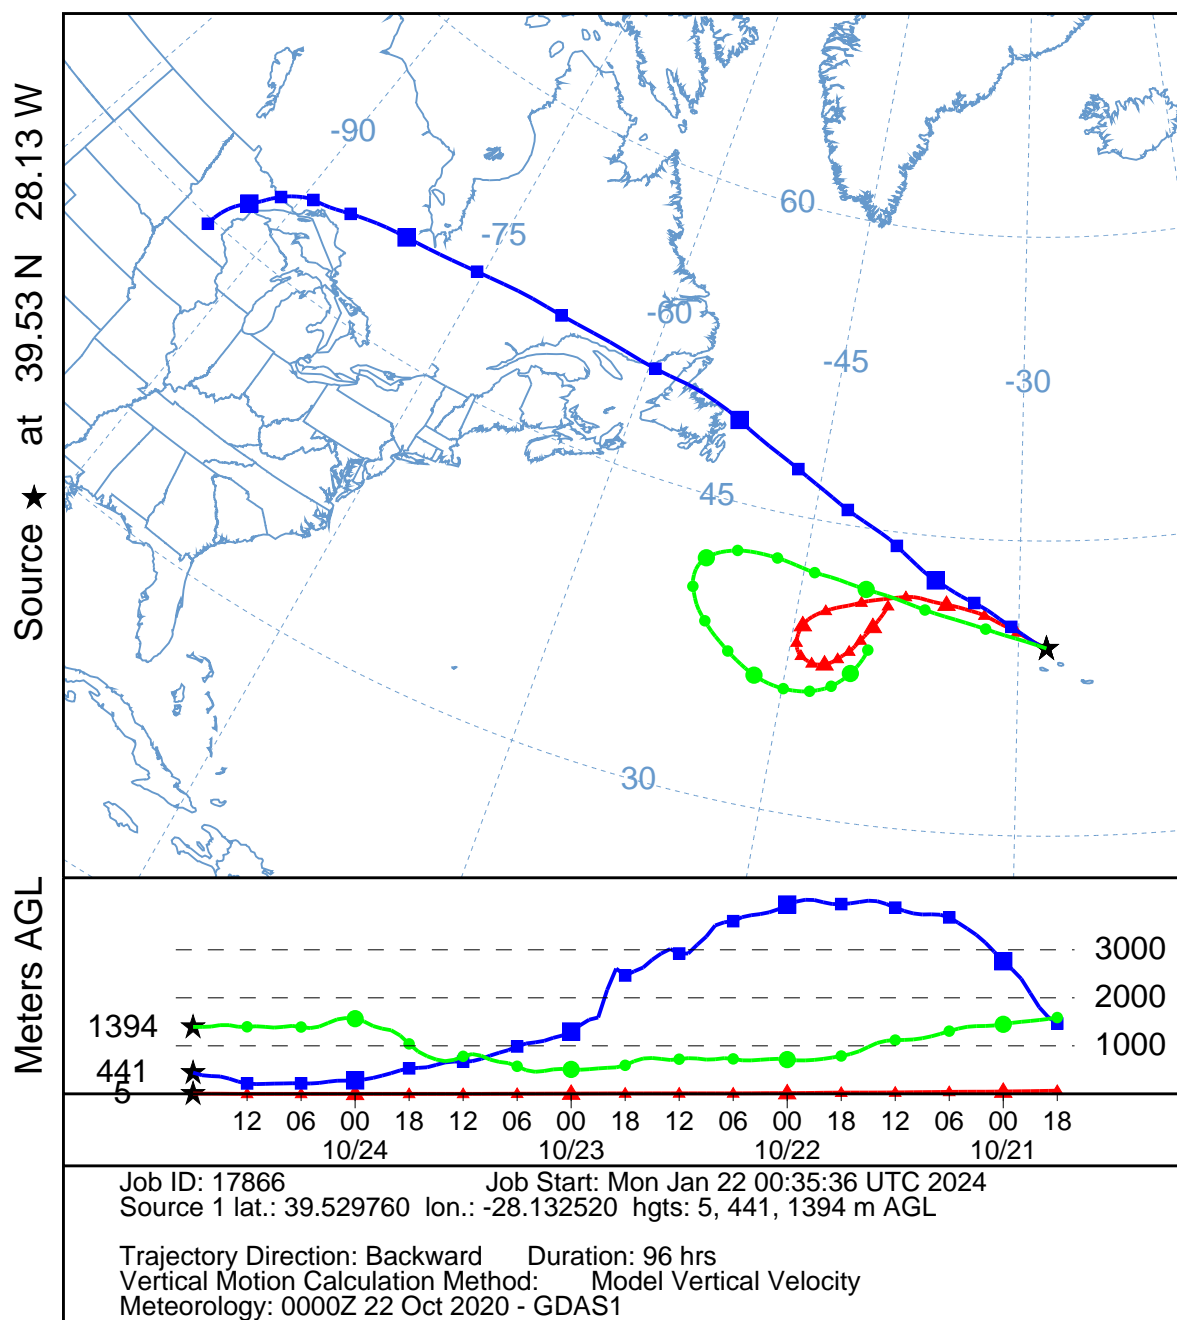 Source ★ at 39.53 N 28.13 W
-90
-75
60
-60
-45
-30
45
30
Meters AGL
3000
2000
1000
1394
441
5
12 06 00 18 12 06 00 18 12 06 00 18 12 06 00 18
10/24 10/23 10/22 10/21
Job ID: 17866 Job Start: Mon Jan 22 00:35:36 UTC 2024
Source 1 lat.: 39.529760 lon.: -28.132520 hgts: 5, 441, 1394 m AGL
Trajectory Direction: Backward Duration: 96 hrs
Vertical Motion Calculation Method: Model Vertical Velocity
Meteorology: 0000Z 22 Oct 2020 - GDAS1